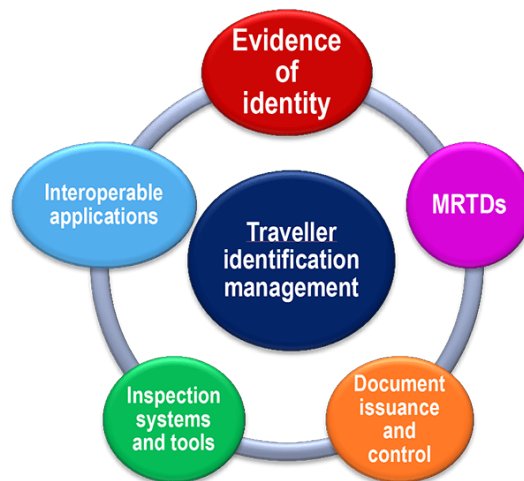 Evidence
of
identity
Interoperable
applications
MRTDs
Traveller
identification
management
Inspection
systems
and tools
Document
issuance
and
control